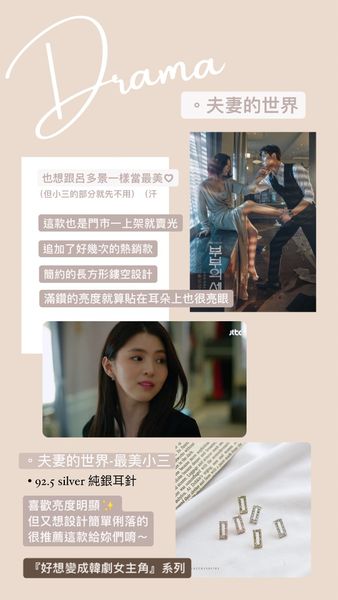 Drama
。夫妻的世界
也想跟呂多景一樣當最美♡
(但小三的部分就先不用) (汗
這款也是門市一上架就賣光
追加了好幾次的熱銷款
簡約的長方形鏤空設計
滿鑽的亮度就算貼在耳朵上也很亮眼
부부의 세
jtbc
。夫妻的世界-最美小三
• 92.5 silver 純銀耳針
喜歡亮度明顯✨
但又想設計簡單俐落的
很推薦這款給妳們唷～
『好想變成韓劇女主角』系列